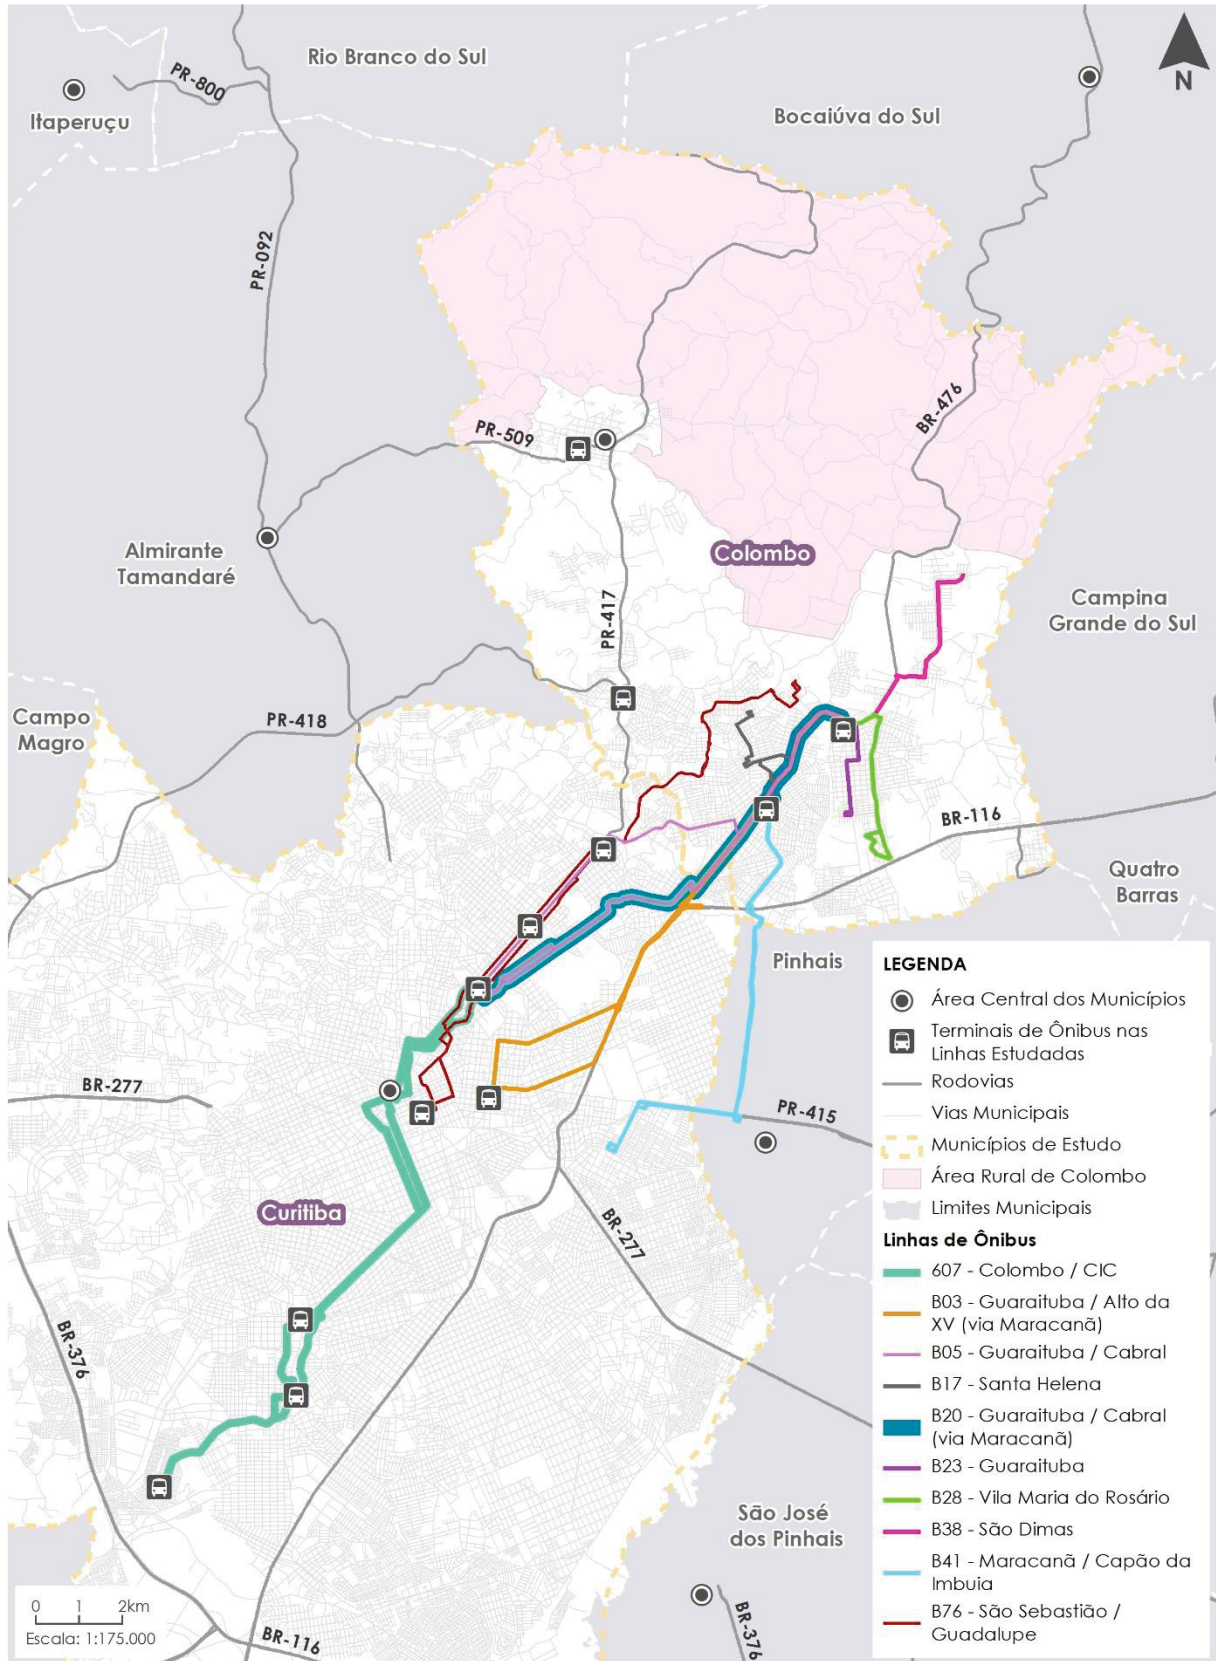 Rio Branco do Sul
PR-800
Itaperuçu
Bocaiúva do Sul
N
PR-092
BR-476
PR-509
Almirante
Tamandaré
Colombo
PR-417
Campina
Grande do Sul
Campo
Magro
PR-418
BR-116
Quatro
Barras
Pinhais
BR-277
PR-415
Curitiba
BR-277
BR-376
São José
dos Pinhais
BR-376
BR-116
0 1 2km
Escala: 1:175.000
LEGENDA
Área Central dos Municípios
Terminais de Ônibus nas
Linhas Estudadas
Rodovias
Vias Municipais
Municípios de Estudo
Área Rural de Colombo
Limites Municipais
Linhas de Ônibus
607 - Colombo / CIC
B03 - Guaraituba / Alto da
XV (via Maracanã)
B05 - Guaraituba / Cabral
B17 - Santa Helena
B20 - Guaraituba / Cabral
(via Maracanã)
B23 - Guaraituba
B28 - Vila Maria do Rosário
B38 - São Dimas
B41 - Maracanã / Capão da
Imbuia
B76 - São Sebastião /
Guadalupe